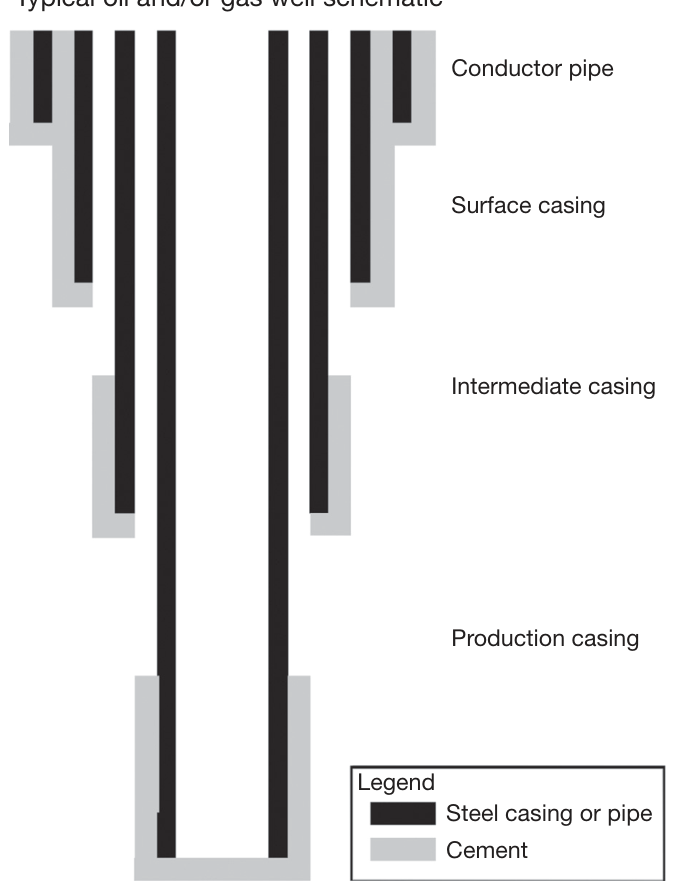 Typical oil and/or gas well schematic
Conductor pipe
Surface casing
Intermediate casing
Production casing
Legend
Steel casing or pipe
Cement